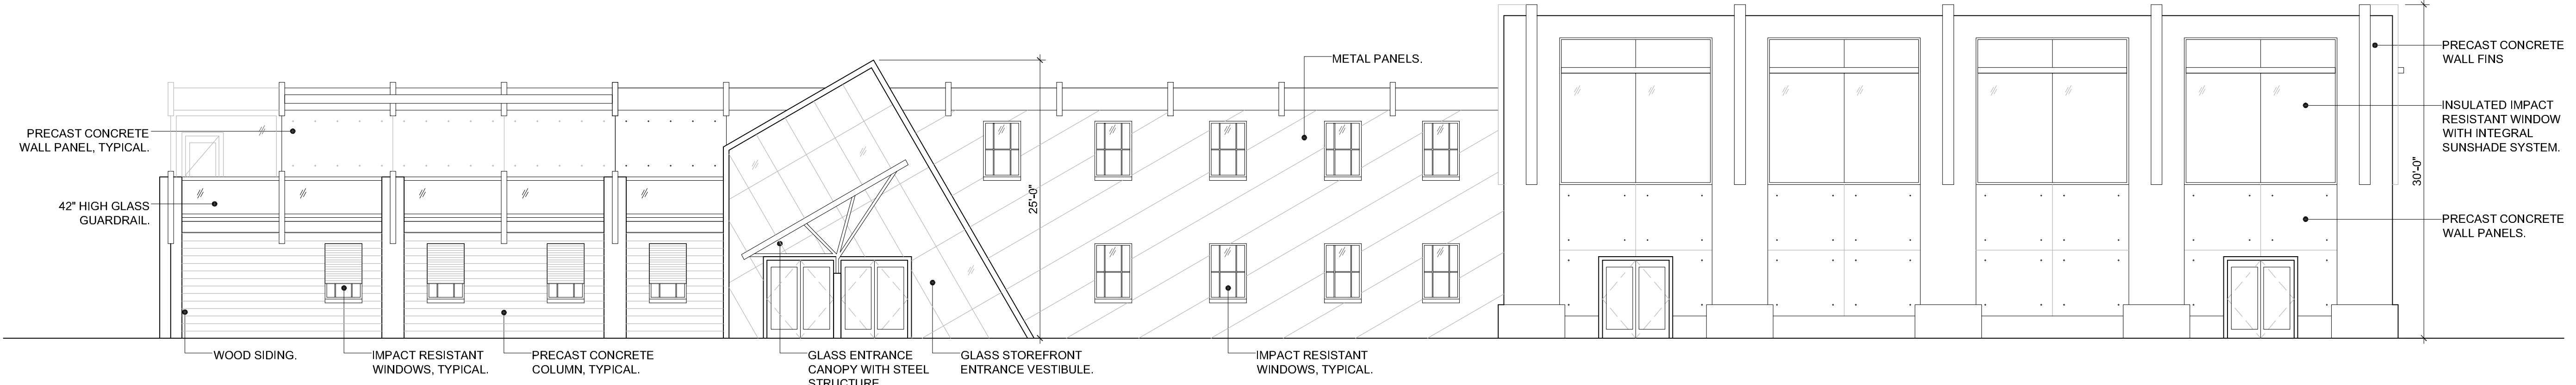 METAL PANELS.
PRECAST CONCRETE
WALL FINS
INSULATED IMPACT
RESISTANT WINDOW
WITH INTEGRAL
SUNSHADE SYSTEM.
PRECAST CONCRETE
WALL PANEL, TYPICAL.
42" HIGH GLASS
GUARDRAIL.
25'-0"
30'-0"
PRECAST CONCRETE
WALL PANELS.
WOOD SIDING.
IMPACT RESISTANT
WINDOWS, TYPICAL.
PRECAST CONCRETE
COLUMN, TYPICAL.
GLASS ENTRANCE
CANOPY WITH STEEL
STRUCTURE
GLASS STOREFRONT
ENTRANCE VESTIBULE.
IMPACT RESISTANT
WINDOWS, TYPICAL.